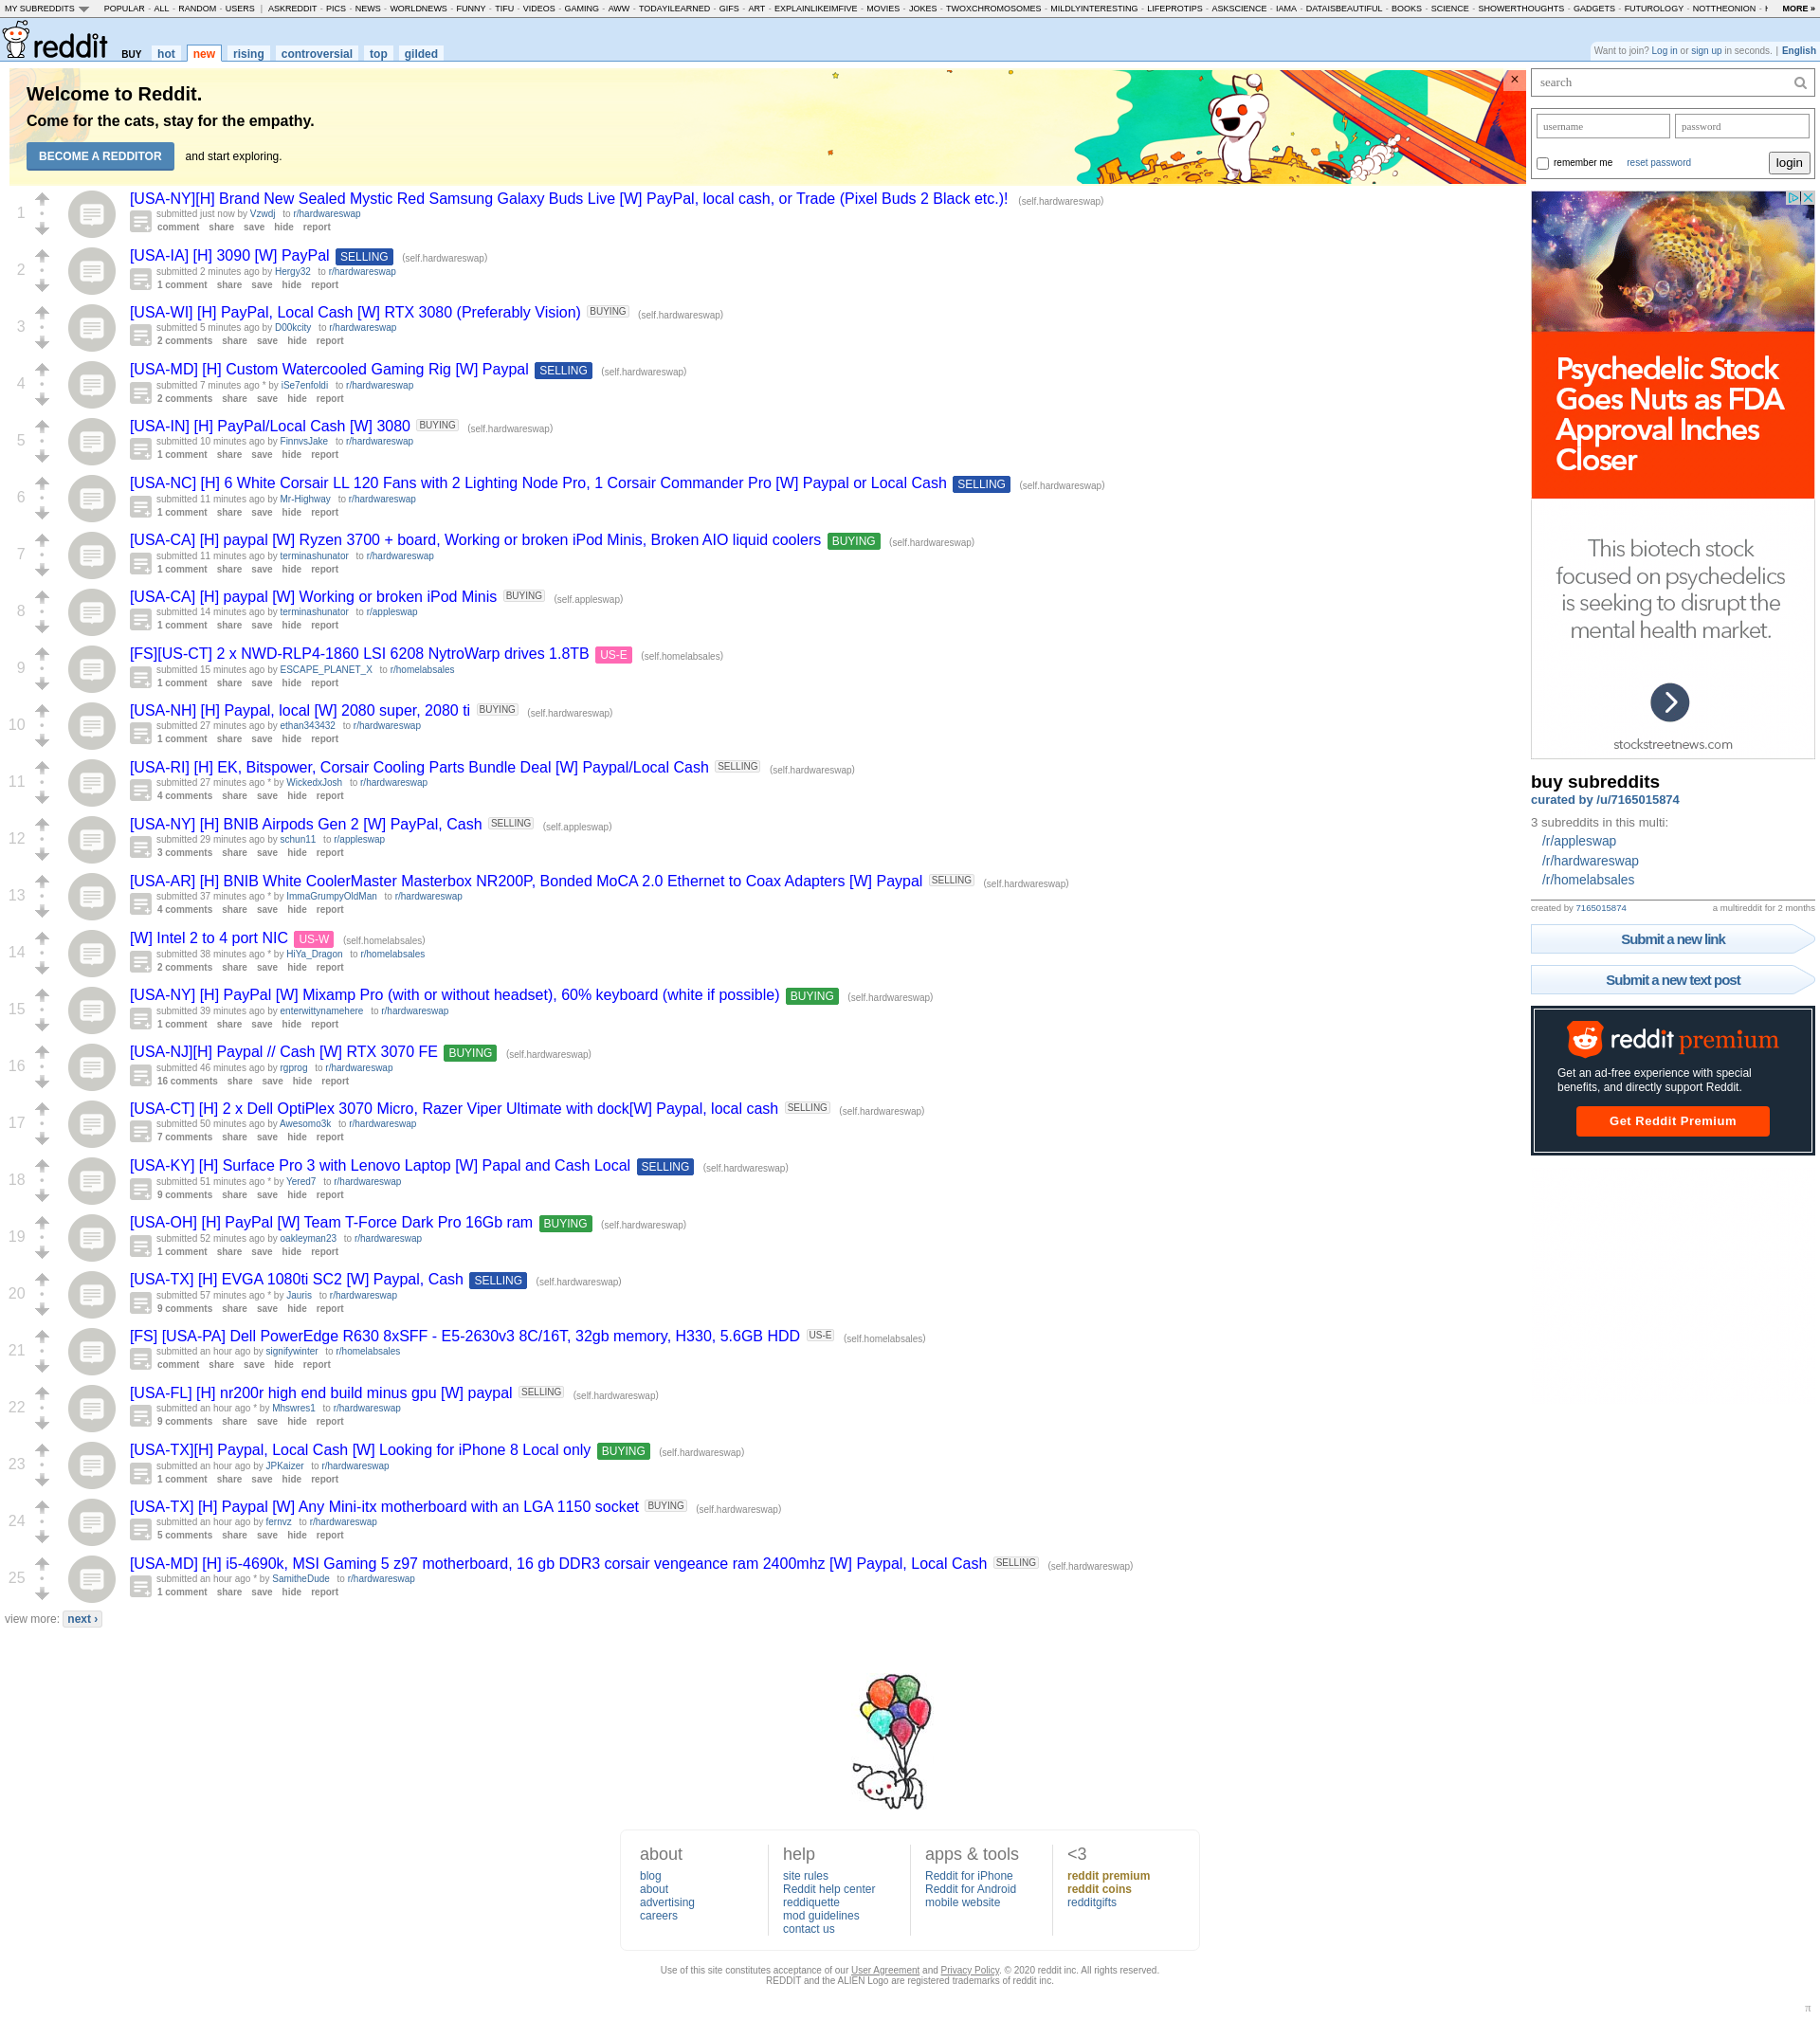 MY SUBREDDITS POPULAR - ALL - RANDOM - USERS | ASKREDDIT - PICS - NEWS - WORLDNEWS - FUNNY - TIFU - VIDEOS - GAMING - AWW - TODAYILEARNED - GIFS - ART - EXPLAINLIKEIMFIVE - MOVIES - JOKES - TWOXCHROMOSOMES - MILDLYINTERESTING - LIFEPROTIPS - ASKSCIENCE - IAMA - DATAISBEAUTIFUL - BOOKS - SCIENCE - SHOWERTHOUGHTS - GADGETS - FUTUROLOGY - NOTTHEONION - MORE »
reddit BUY hot new rising controversial top gilded
Want to join? Log in or sign up in seconds. | English
Welcome to Reddit.
Come for the cats, stay for the empathy.
BECOME A REDDITOR and start exploring.
×
1
[USA-NY][H] Brand New Sealed Mystic Red Samsung Galaxy Buds Live [W] PayPal, local cash, or Trade (Pixel Buds 2 Black etc.)! (self.hardwareswap)
submitted just now by Vzwdj to r/hardwareswap
comment share save hide report
2
[USA-IA] [H] 3090 [W] PayPal SELLING (self.hardwareswap)
submitted 2 minutes ago by Hergy32 to r/hardwareswap
1 comment share save hide report
3
[USA-WI] [H] PayPal, Local Cash [W] RTX 3080 (Preferably Vision) BUYING (self.hardwareswap)
submitted 5 minutes ago by D00kcity to r/hardwareswap
2 comments share save hide report
4
[USA-MD] [H] Custom Watercooled Gaming Rig [W] Paypal SELLING (self.hardwareswap)
submitted 7 minutes ago * by iSe7enfoldi to r/hardwareswap
2 comments share save hide report
5
[USA-IN] [H] PayPal/Local Cash [W] 3080 BUYING (self.hardwareswap)
submitted 10 minutes ago by FinnvsJake to r/hardwareswap
1 comment share save hide report
6
[USA-NC] [H] 6 White Corsair LL 120 Fans with 2 Lighting Node Pro, 1 Corsair Commander Pro [W] Paypal or Local Cash SELLING (self.hardwareswap)
submitted 11 minutes ago by Mr-Highway to r/hardwareswap
1 comment share save hide report
7
[USA-CA] [H] paypal [W] Ryzen 3700 + board, Working or broken iPod Minis, Broken AIO liquid coolers BUYING (self.hardwareswap)
submitted 11 minutes ago by terminashunator to r/hardwareswap
1 comment share save hide report
8
[USA-CA] [H] paypal [W] Working or broken iPod Minis BUYING (self.appleswap)
submitted 14 minutes ago by terminashunator to r/appleswap
1 comment share save hide report
9
[FS][US-CT] 2 x NWD-RLP4-1860 LSI 6208 NytroWarp drives 1.8TB US-E (self.homelabsales)
submitted 15 minutes ago by ESCAPE_PLANET_X to r/homelabsales
1 comment share save hide report
10
[USA-NH] [H] Paypal, local [W] 2080 super, 2080 ti BUYING (self.hardwareswap)
submitted 27 minutes ago by ethan343432 to r/hardwareswap
1 comment share save hide report
11
[USA-RI] [H] EK, Bitspower, Corsair Cooling Parts Bundle Deal [W] Paypal/Local Cash SELLING (self.hardwareswap)
submitted 27 minutes ago * by WickedxJosh to r/hardwareswap
4 comments share save hide report
12
[USA-NY] [H] BNIB Airpods Gen 2 [W] PayPal, Cash SELLING (self.appleswap)
submitted 29 minutes ago by schun11 to r/appleswap
3 comments share save hide report
13
[USA-AR] [H] BNIB White CoolerMaster Masterbox NR200P, Bonded MoCA 2.0 Ethernet to Coax Adapters [W] Paypal SELLING (self.hardwareswap)
submitted 37 minutes ago * by ImmaGrumpyOldMan to r/hardwareswap
4 comments share save hide report
14
[W] Intel 2 to 4 port NIC US-W (self.homelabsales)
submitted 38 minutes ago * by HiYa_Dragon to r/homelabsales
2 comments share save hide report
15
[USA-NY] [H] PayPal [W] Mixamp Pro (with or without headset), 60% keyboard (white if possible) BUYING (self.hardwareswap)
submitted 39 minutes ago by enterwittynamehere to r/hardwareswap
1 comment share save hide report
16
[USA-NJ][H] Paypal // Cash [W] RTX 3070 FE BUYING (self.hardwareswap)
submitted 46 minutes ago by rgprog to r/hardwareswap
16 comments share save hide report
17
[USA-CT] [H] 2 x Dell OptiPlex 3070 Micro, Razer Viper Ultimate with dock[W] Paypal, local cash SELLING (self.hardwareswap)
submitted 50 minutes ago by Awesomo3k to r/hardwareswap
7 comments share save hide report
18
[USA-KY] [H] Surface Pro 3 with Lenovo Laptop [W] Papal and Cash Local SELLING (self.hardwareswap)
submitted 51 minutes ago * by Yered7 to r/hardwareswap
9 comments share save hide report
19
[USA-OH] [H] PayPal [W] Team T-Force Dark Pro 16Gb ram BUYING (self.hardwareswap)
submitted 52 minutes ago by oakleyman23 to r/hardwareswap
1 comment share save hide report
20
[USA-TX] [H] EVGA 1080ti SC2 [W] Paypal, Cash SELLING (self.hardwareswap)
submitted 57 minutes ago * by Jauris to r/hardwareswap
9 comments share save hide report
21
[FS] [USA-PA] Dell PowerEdge R630 8xSFF - E5-2630v3 8C/16T, 32gb memory, H330, 5.6GB HDD US-E (self.homelabsales)
submitted an hour ago by signifywinter to r/homelabsales
comment share save hide report
22
[USA-FL] [H] nr200r high end build minus gpu [W] paypal SELLING (self.hardwareswap)
submitted an hour ago * by Mhswres1 to r/hardwareswap
9 comments share save hide report
23
[USA-TX][H] Paypal, Local Cash [W] Looking for iPhone 8 Local only BUYING (self.hardwareswap)
submitted an hour ago by JPKaizer to r/hardwareswap
1 comment share save hide report
24
[USA-TX] [H] Paypal [W] Any Mini-itx motherboard with an LGA 1150 socket BUYING (self.hardwareswap)
submitted an hour ago by fernvz to r/hardwareswap
5 comments share save hide report
25
[USA-MD] [H] i5-4690k, MSI Gaming 5 z97 motherboard, 16 gb DDR3 corsair vengeance ram 2400mhz [W] Paypal, Local Cash SELLING (self.hardwareswap)
submitted an hour ago * by SamitheDude to r/hardwareswap
1 comment share save hide report
view more: next ›
search
username password
remember me reset password login
Psychedelic Stock
Goes Nuts as FDA
Approval Inches
Closer
This biotech stock
focused on psychedelics
is seeking to disrupt the
mental health market.
stockstreetnews.com
buy subreddits
curated by /u/7165015874
3 subreddits in this multi:
/r/appleswap
/r/hardwareswap
/r/homelabsales
created by 7165015874 a multireddit for 2 months
Submit a new link
Submit a new text post
reddit premium
Get an ad-free experience with special
benefits, and directly support Reddit.
Get Reddit Premium
about
blog
about
advertising
careers
help
site rules
Reddit help center
reddiquette
mod guidelines
contact us
apps & tools
Reddit for iPhone
Reddit for Android
mobile website
<3
reddit premium
reddit coins
redditgifts
Use of this site constitutes acceptance of our User Agreement and Privacy Policy. © 2020 reddit inc. All rights reserved.
REDDIT and the ALIEN Logo are registered trademarks of reddit inc.
π